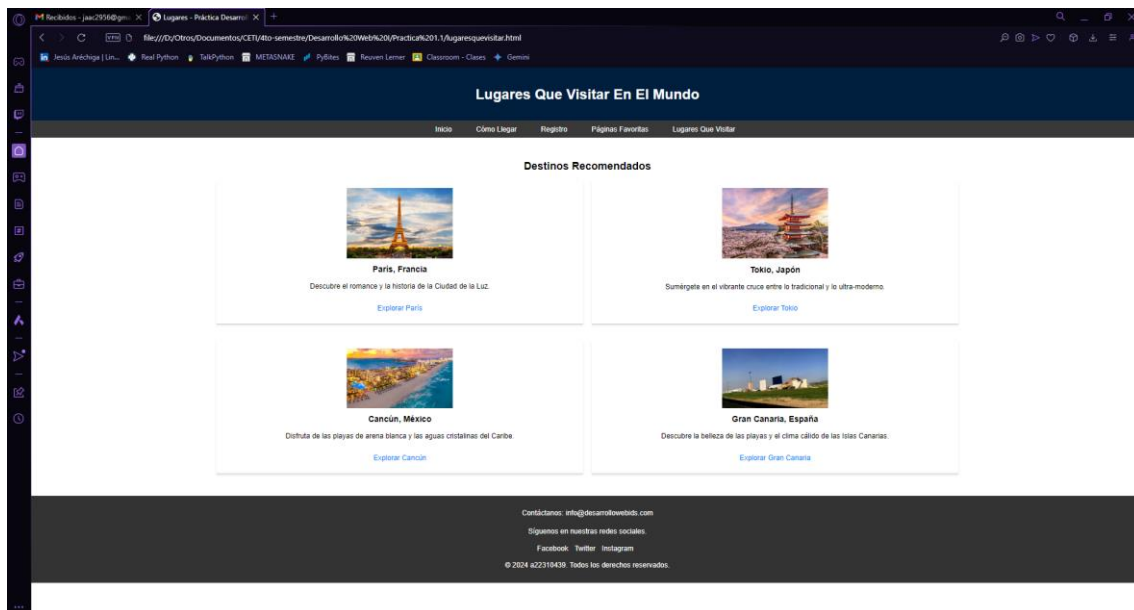 Recibidos - jaac2956@gm
Lugares - Práctica Desarrol
VPN
file:///D:/Otros/Documentos/CETI/4to-semestre/Desarrollo%20Web%20I/Practica%201.1/lugaresquevisitar.html
Jesús Aréchiga | Lin... Real Python TalkPython METASNAKE PyBites Reuven Lerner Classroom - Clases Gemini
Lugares Que Visitar En El Mundo
Inicio Cómo Llegar Registro Páginas Favoritas Lugares Que Visitar
Destinos Recomendados
París, Francia
Descubre el romance y la historia de la Ciudad de la Luz.
Explorar París
Tokio, Japón
Sumérgete en el vibrante cruce entre lo tradicional y lo ultra-moderno.
Explorar Tokio
Cancún, México
Disfruta de las playas de arena blanca y las aguas cristalinas del Caribe.
Explorar Cancún
Gran Canaria, España
Descubre la belleza de las playas y el clima cálido de las Islas Canarias.
Explorar Gran Canaria
Contáctanos: info@desarrollowebids.com
Síguenos en nuestras redes sociales.
Facebook Twitter Instagram
© 2024 a22310439. Todos los derechos reservados.